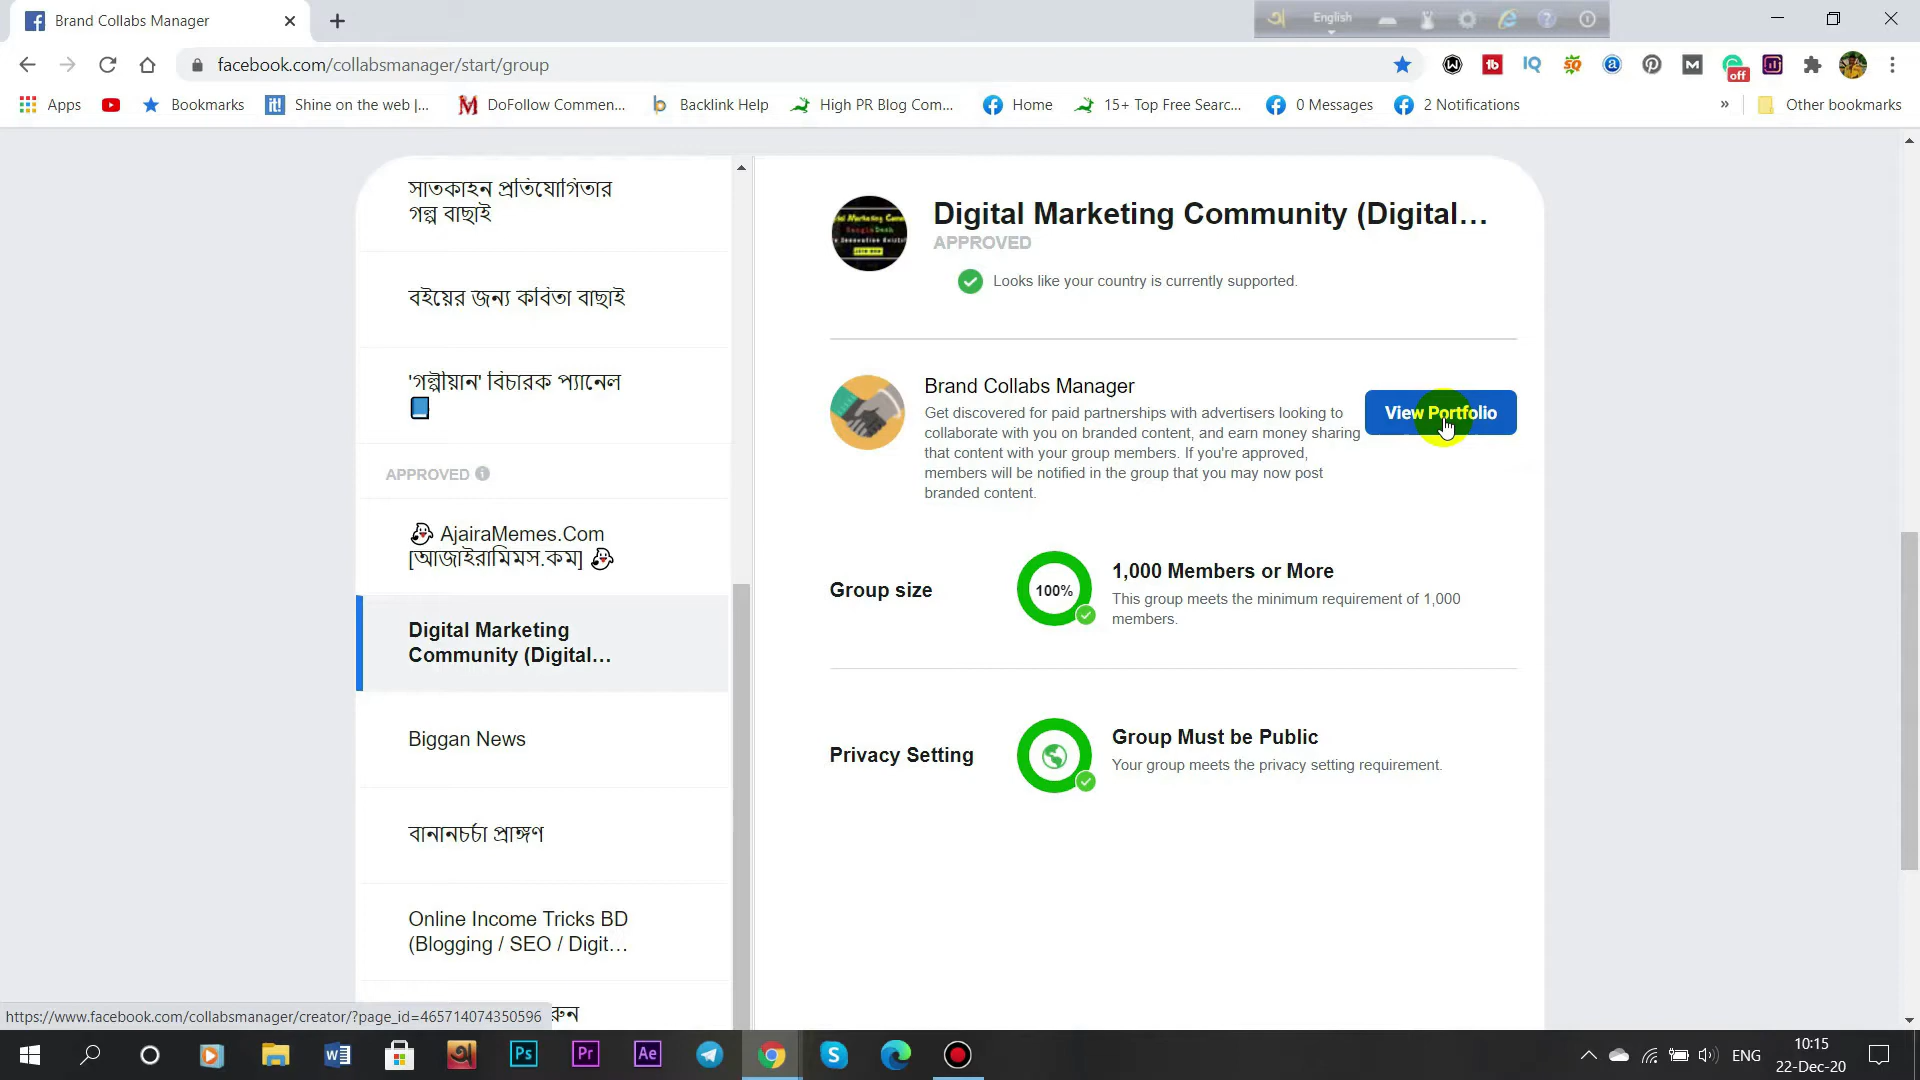 Brand Collabs Manager
English
facebook.com/collabsmanager/start/group
off
Apps
Bookmarks
Shine on the web |...
DoFollow Commen...
Backlink Help
High PR Blog Com...
Home
15+ Top Free Searc...
0 Messages
2 Notifications
»
Other bookmarks
সাতকাহন প্রতিযোগিতার
গল্প বাছাই
বইয়ের জন্য কবিতা বাছাই
'গল্পীয়ান' বিচারক প্যানেল
APPROVED
AjairaMemes.Com
[আজাইরামিমস.কম]
Digital Marketing
Community (Digital...
Biggan News
বানানচর্চা প্রাঙ্গণ
Online Income Tricks BD
(Blogging / SEO / Digit...
Digital Marketing Community (Digital...
APPROVED
Looks like your country is currently supported.
Brand Collabs Manager
Get discovered for paid partnerships with advertisers looking to
collaborate with you on branded content, and earn money sharing
that content with your group members. If you're approved,
members will be notified in the group that you may now post
branded content.
View Portfolio
Group size
100%
1,000 Members or More
This group meets the minimum requirement of 1,000
members.
Privacy Setting
Group Must be Public
Your group meets the privacy setting requirement.
https://www.facebook.com/collabsmanager/creator/?page_id=465714074350596
ENG
10:15
22-Dec-20